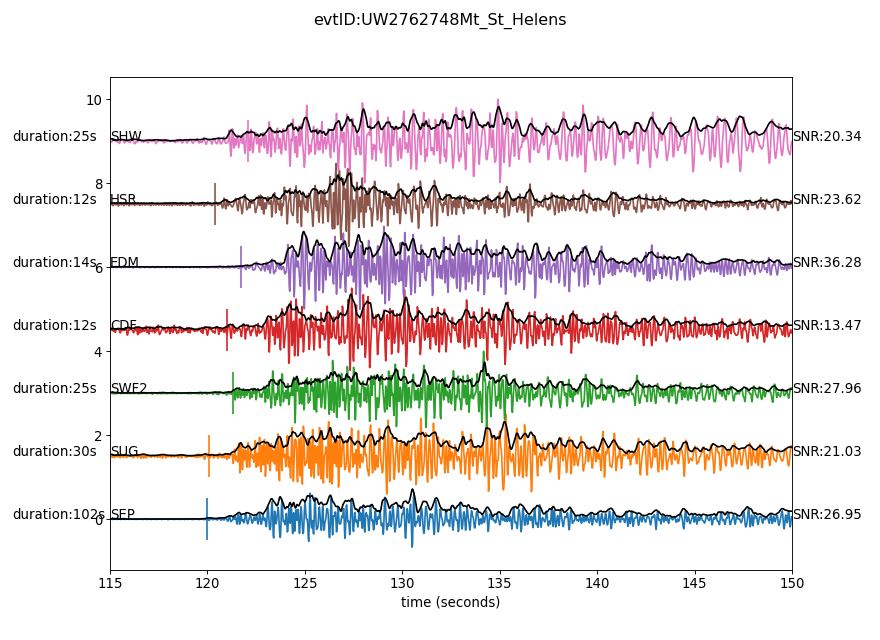 evtID:UW2762748Mt_St_Helens
10
duration:25s SHW SNR:20.34
8
duration:12s HSR SNR:23.62
duration:14s EDM SNR:36.28
6
duration:12s CDF SNR:13.47
4
duration:25s SWF2 SNR:27.96
2
duration:30s SUG SNR:21.03
duration:102s SEP SNR:26.95
0
115 120 125 130 135 140 145 150
time (seconds)